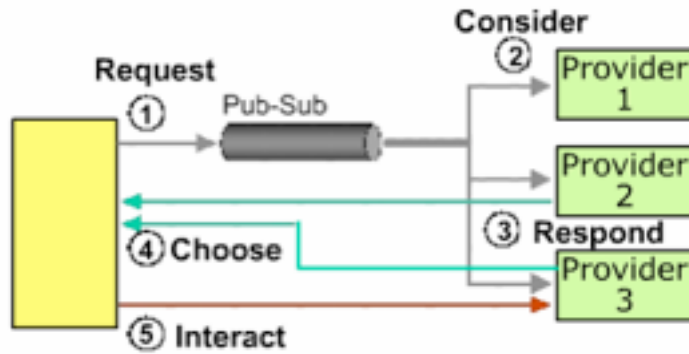 Consider
②
Request
①
Pub-Sub
Provider
1
Provider
2
③ Respond
④ Choose
Provider
3
⑤ Interact